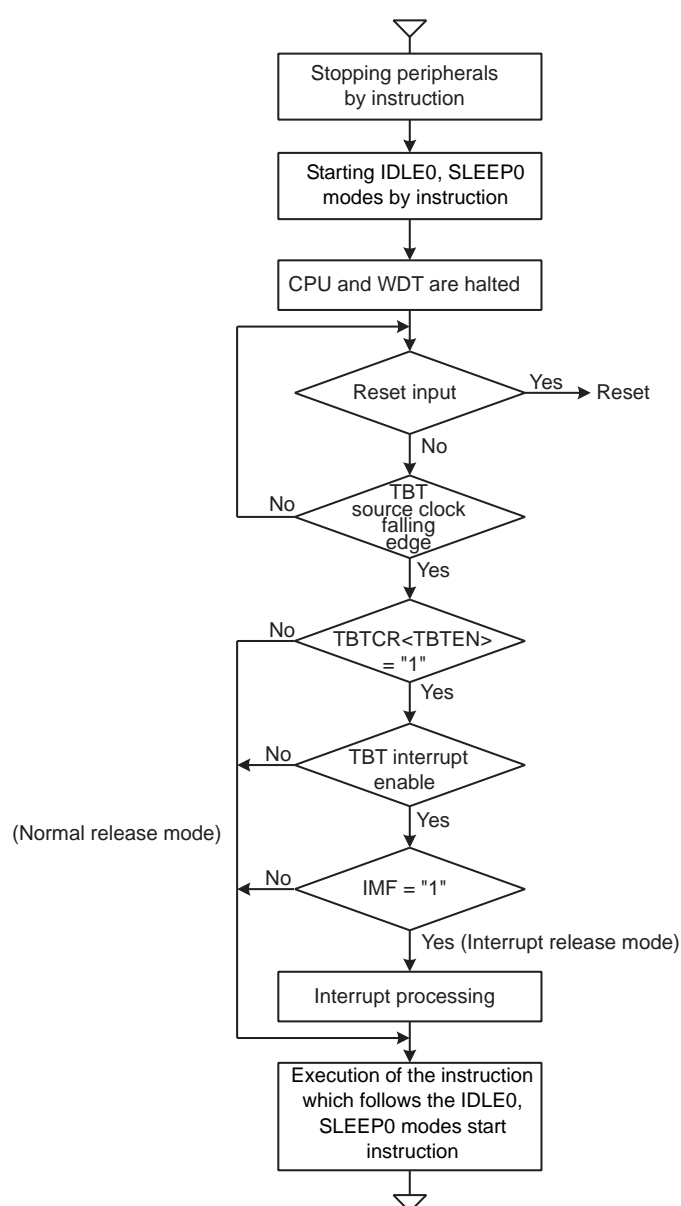 Stopping peripherals
by instruction
Starting IDLE0, SLEEP0
modes by instruction
CPU and WDT are halted
Reset input
Yes
Reset
No
No
TBT
source clock
falling
edge
Yes
No
TBTCR<TBTEN>
= "1"
Yes
No
TBT interrupt
enable
Yes
(Normal release mode)
No
IMF = "1"
Yes (Interrupt release mode)
Interrupt processing
Execution of the instruction
which follows the IDLE0,
SLEEP0 modes start
instruction